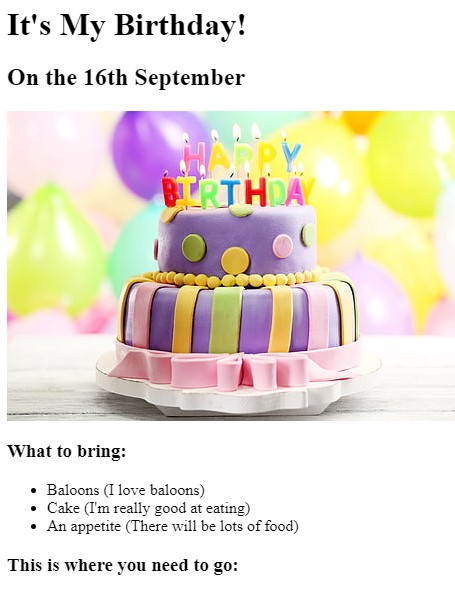 It's My Birthday!
On the 16th September
HAPPY
BIRTHDAY
What to bring:
Baloons (I love baloons)
Cake (I'm really good at eating)
An appetite (There will be lots of food)
This is where you need to go: